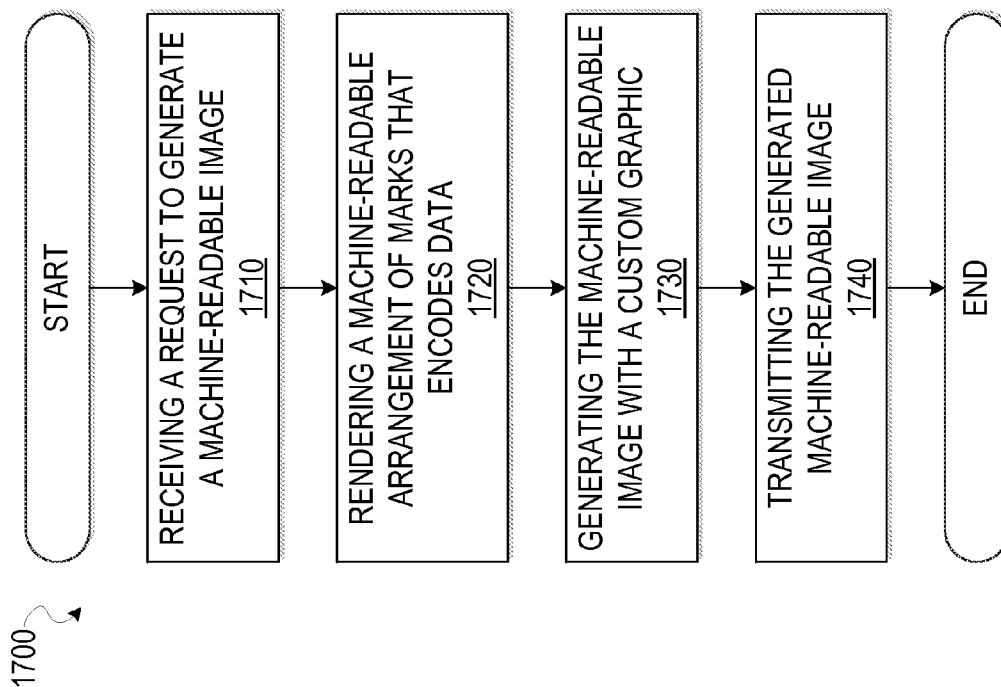 1700
START
RECEIVING A REQUEST TO GENERATE
A MACHINE-READABLE IMAGE
1710
RENDERING A MACHINE-READABLE
ARRANGEMENT OF MARKS THAT
ENCODES DATA
1720
GENERATING THE MACHINE-READABLE
IMAGE WITH A CUSTOM GRAPHIC
1730
TRANSMITTING THE GENERATED
MACHINE-READABLE IMAGE
1740
END